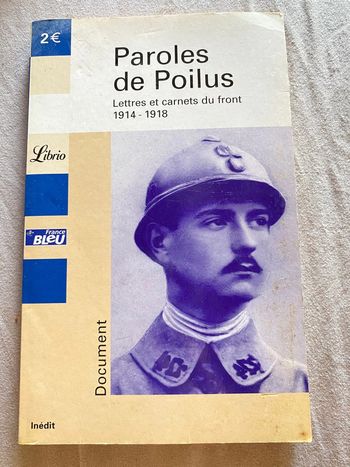 2 €
Paroles
de Poilus
Lettres et carnets du front
1914 - 1918
Librio
France
BLEU
Document
Inédit